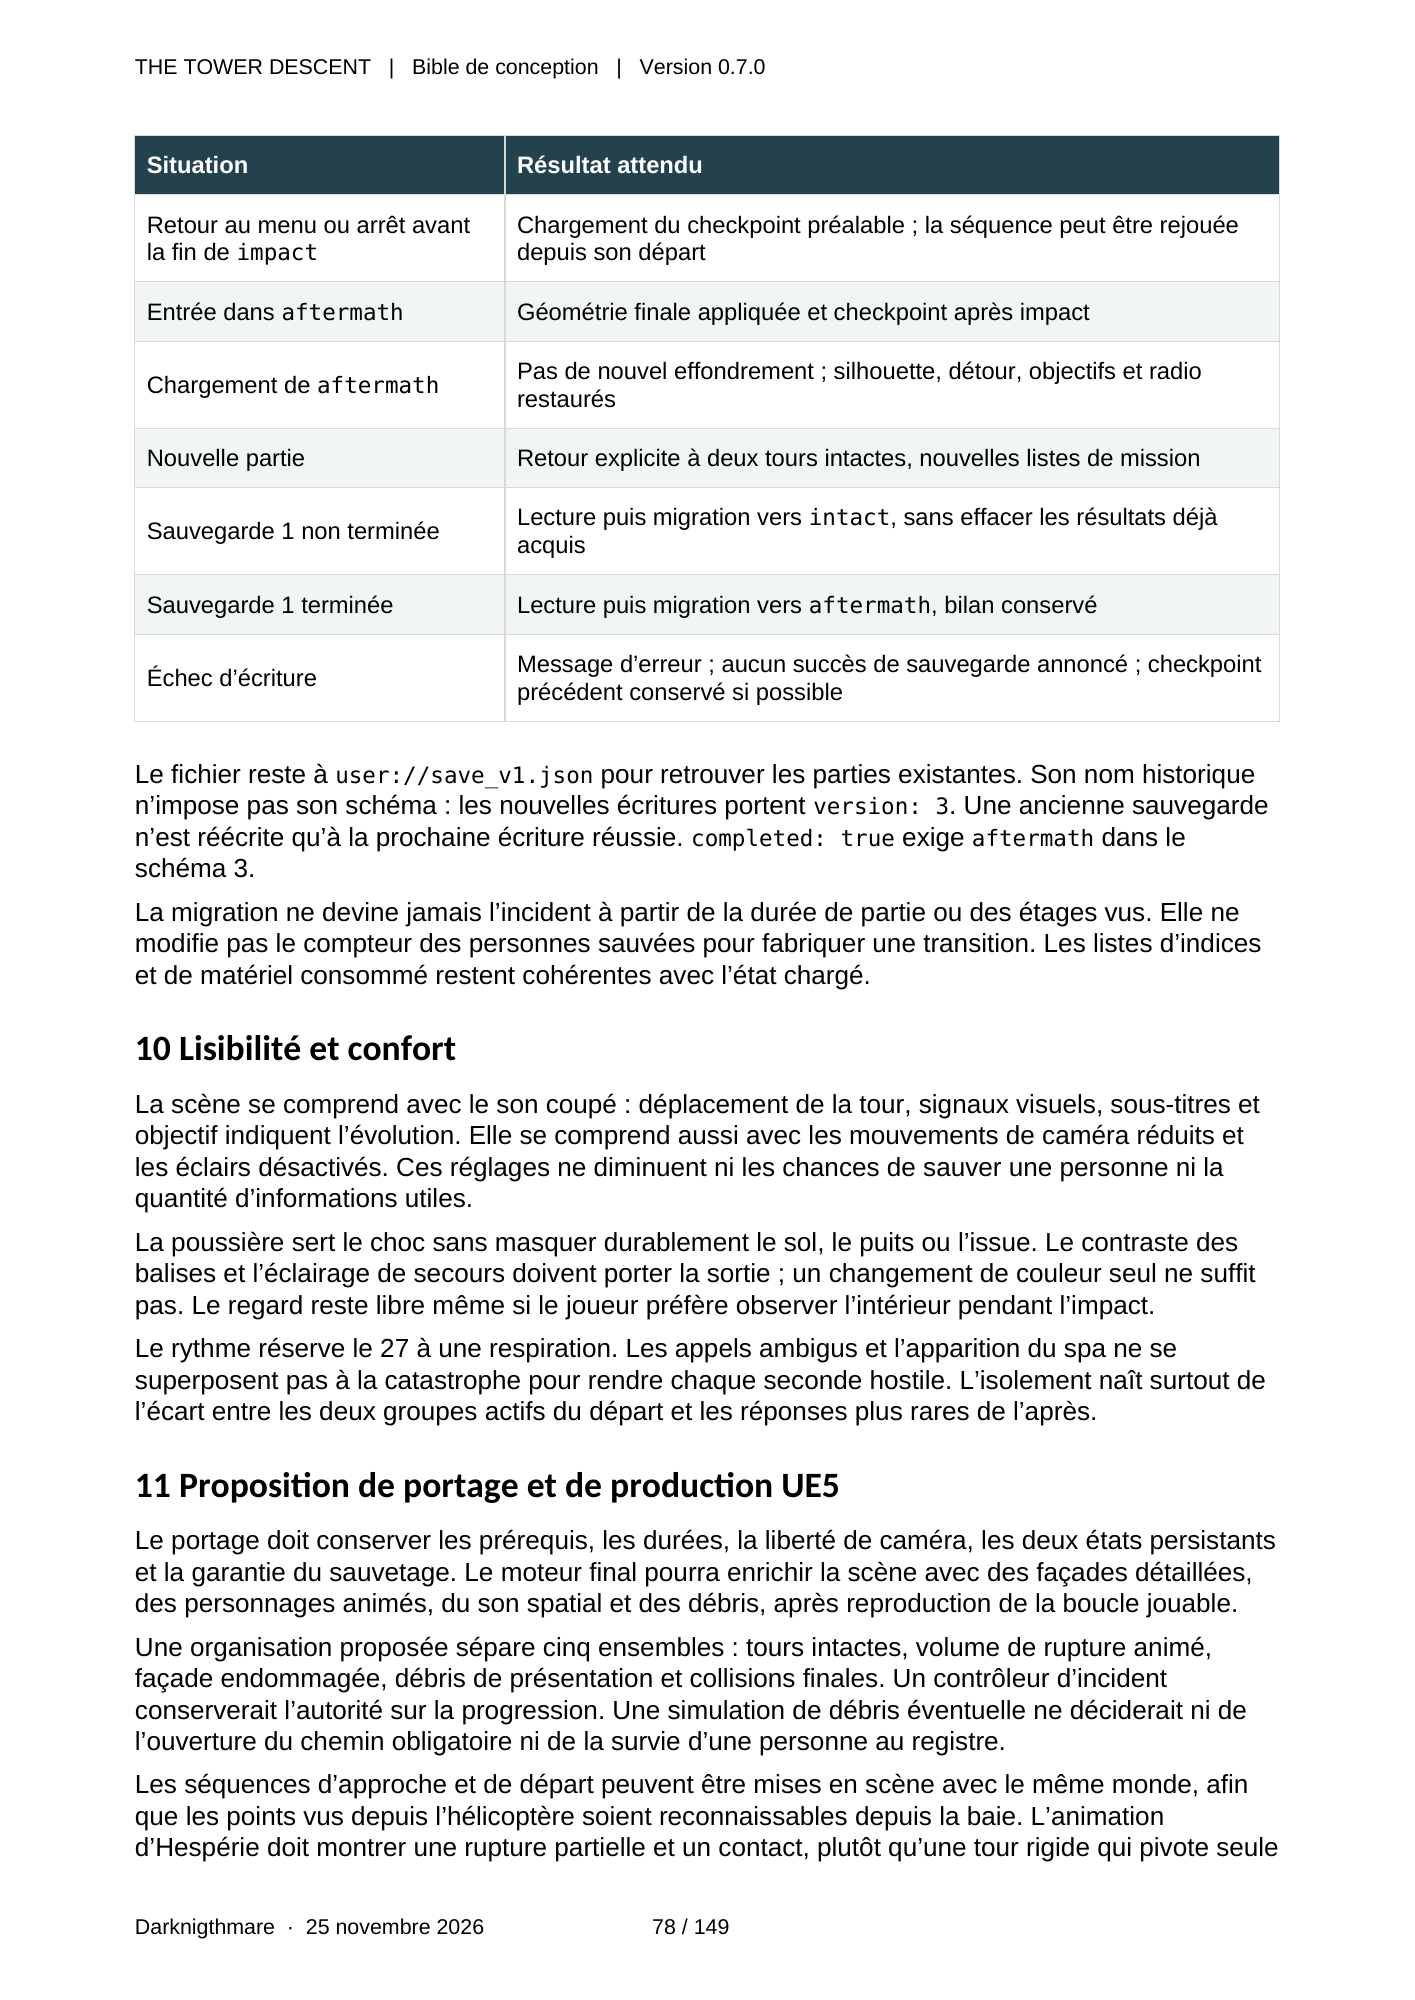 THE TOWER DESCENT | Bible de conception | Version 0.7.0
Situation
Résultat attendu
Retour au menu ou arrêt avant
la fin de impact
Chargement du checkpoint préalable ; la séquence peut être rejouée
depuis son départ
Entrée dans aftermath
Géométrie finale appliquée et checkpoint après impact
Chargement de aftermath
Pas de nouvel effondrement ; silhouette, détour, objectifs et radio
restaurés
Nouvelle partie
Retour explicite à deux tours intactes, nouvelles listes de mission
Sauvegarde 1 non terminée
Lecture puis migration vers intact, sans effacer les résultats déjà
acquis
Sauvegarde 1 terminée
Lecture puis migration vers aftermath, bilan conservé
Échec d’écriture
Message d’erreur ; aucun succès de sauvegarde annoncé ; checkpoint
précédent conservé si possible
Le fichier reste à user://save_v1.json pour retrouver les parties existantes. Son nom historique
n’impose pas son schéma : les nouvelles écritures portent version: 3. Une ancienne sauvegarde
n’est réécrite qu’à la prochaine écriture réussie. completed: true exige aftermath dans le
schéma 3.
La migration ne devine jamais l’incident à partir de la durée de partie ou des étages vus. Elle ne
modifie pas le compteur des personnes sauvées pour fabriquer une transition. Les listes d’indices
et de matériel consommé restent cohérentes avec l’état chargé.
10 Lisibilité et confort
La scène se comprend avec le son coupé : déplacement de la tour, signaux visuels, sous-titres et
objectif indiquent l’évolution. Elle se comprend aussi avec les mouvements de caméra réduits et
les éclairs désactivés. Ces réglages ne diminuent ni les chances de sauver une personne ni la
quantité d’informations utiles.
La poussière sert le choc sans masquer durablement le sol, le puits ou l’issue. Le contraste des
balises et l’éclairage de secours doivent porter la sortie ; un changement de couleur seul ne suffit
pas. Le regard reste libre même si le joueur préfère observer l’intérieur pendant l’impact.
Le rythme réserve le 27 à une respiration. Les appels ambigus et l’apparition du spa ne se
superposent pas à la catastrophe pour rendre chaque seconde hostile. L’isolement naît surtout de
l’écart entre les deux groupes actifs du départ et les réponses plus rares de l’après.
11 Proposition de portage et de production UE5
Le portage doit conserver les prérequis, les durées, la liberté de caméra, les deux états persistants
et la garantie du sauvetage. Le moteur final pourra enrichir la scène avec des façades détaillées,
des personnages animés, du son spatial et des débris, après reproduction de la boucle jouable.
Une organisation proposée sépare cinq ensembles : tours intactes, volume de rupture animé,
façade endommagée, débris de présentation et collisions finales. Un contrôleur d’incident
conserverait l’autorité sur la progression. Une simulation de débris éventuelle ne déciderait ni de
l’ouverture du chemin obligatoire ni de la survie d’une personne au registre.
Les séquences d’approche et de départ peuvent être mises en scène avec le même monde, afin
que les points vus depuis l’hélicoptère soient reconnaissables depuis la baie. L’animation
d’Hespérie doit montrer une rupture partielle et un contact, plutôt qu’une tour rigide qui pivote seule
Darknigthmare · 25 novembre 2026
78 / 149